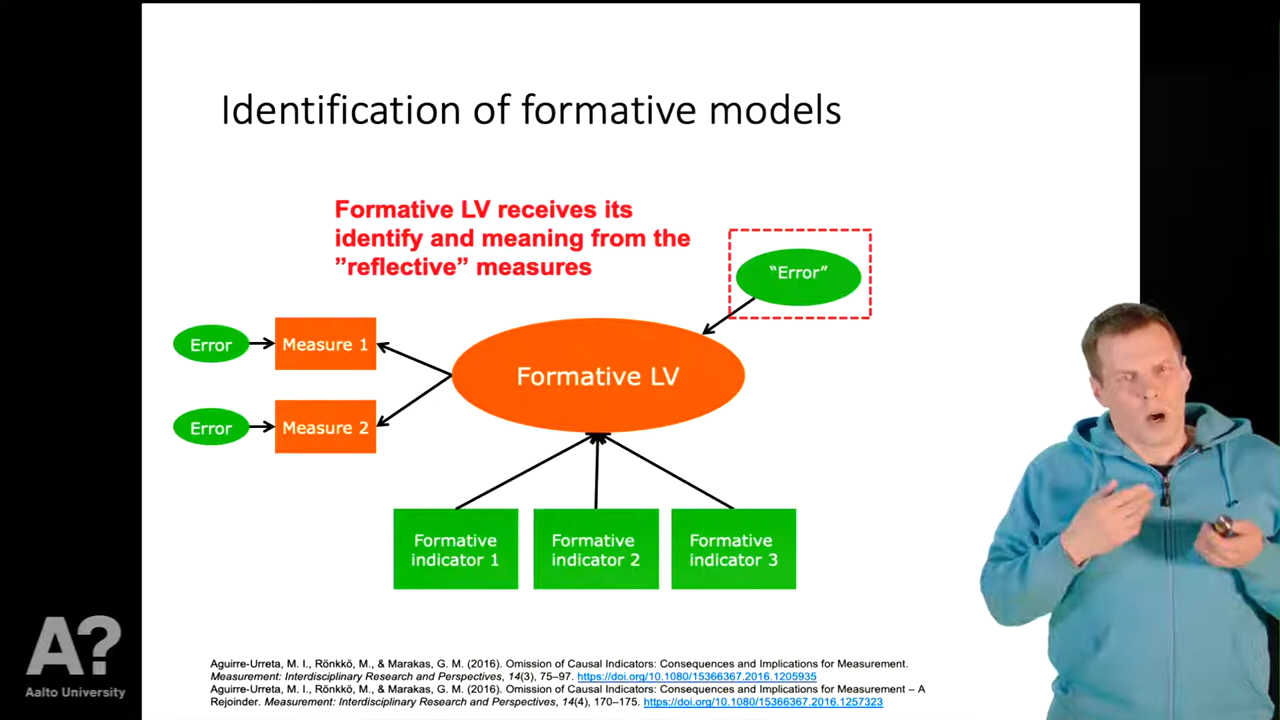 Identification of formative models
Formative LV receives its
identify and meaning from the
”reflective” measures
“Error”
Error
Measure 1
Formative LV
Error
Measure 2
Formative
indicator 1
Formative
indicator 2
Formative
indicator 3
A?
Aalto University
Aguirre-Urreta, M. I., Rönkkö, M., & Marakas, G. M. (2016). Omission of Causal Indicators: Consequences and Implications for Measurement.
Measurement: Interdisciplinary Research and Perspectives, 14(3), 75–97. https://doi.org/10.1080/15366367.2016.1205935
Aguirre-Urreta, M. I., Rönkkö, M., & Marakas, G. M. (2016). Omission of Causal Indicators: Consequences and Implications for Measurement – A
Rejoinder. Measurement: Interdisciplinary Research and Perspectives, 14(4), 170–175. https://doi.org/10.1080/15366367.2016.1257323